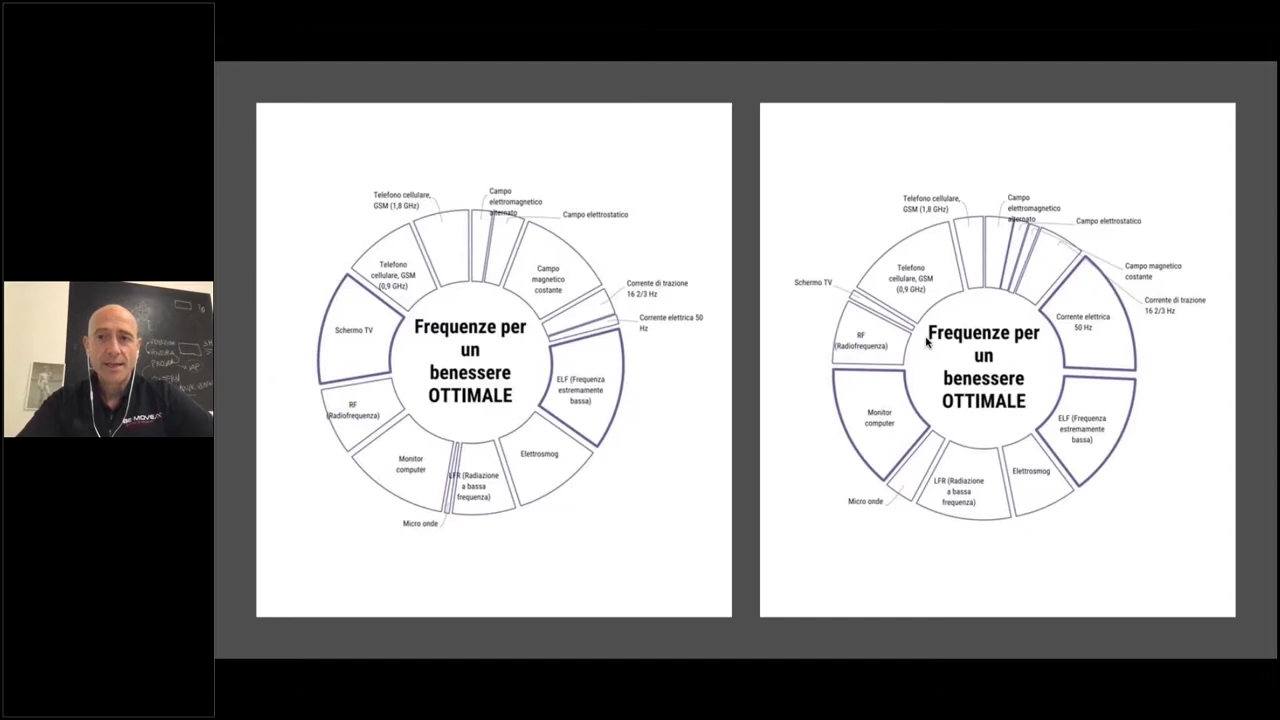 Telefono cellulare,
GSM (1,8 GHz)
Campo
elettromagnetico
alternato
Campo elettrostatico
Telefono
cellulare, GSM
(0,9 GHz)
Campo
magnetico
costante
Corrente di trazione
16 2/3 Hz
Corrente elettrica 50
Hz
Schermo TV
Frequenze per
un
benessere
OTTIMALE
ELF (Frequenza
estremamente
bassa)
RF
(Radiofrequenza)
Monitor
computer
LFR (Radiazione
a bassa
frequenza)
Elettrosmog
Micro onde
Telefono cellulare,
GSM (1,8 GHz)
Campo
elettromagnetico
alternato
Campo elettrostatico
Telefono
cellulare, GSM
(0,9 GHz)
Campo magnetico
costante
Schermo TV
Corrente di trazione
16 2/3 Hz
Corrente elettrica
50 Hz
RF
(Radiofrequenza)
Frequenze per
un
benessere
OTTIMALE
Monitor
computer
ELF (Frequenza
estremamente
bassa)
Micro onde
LFR (Radiazione
a bassa
frequenza)
Elettrosmog